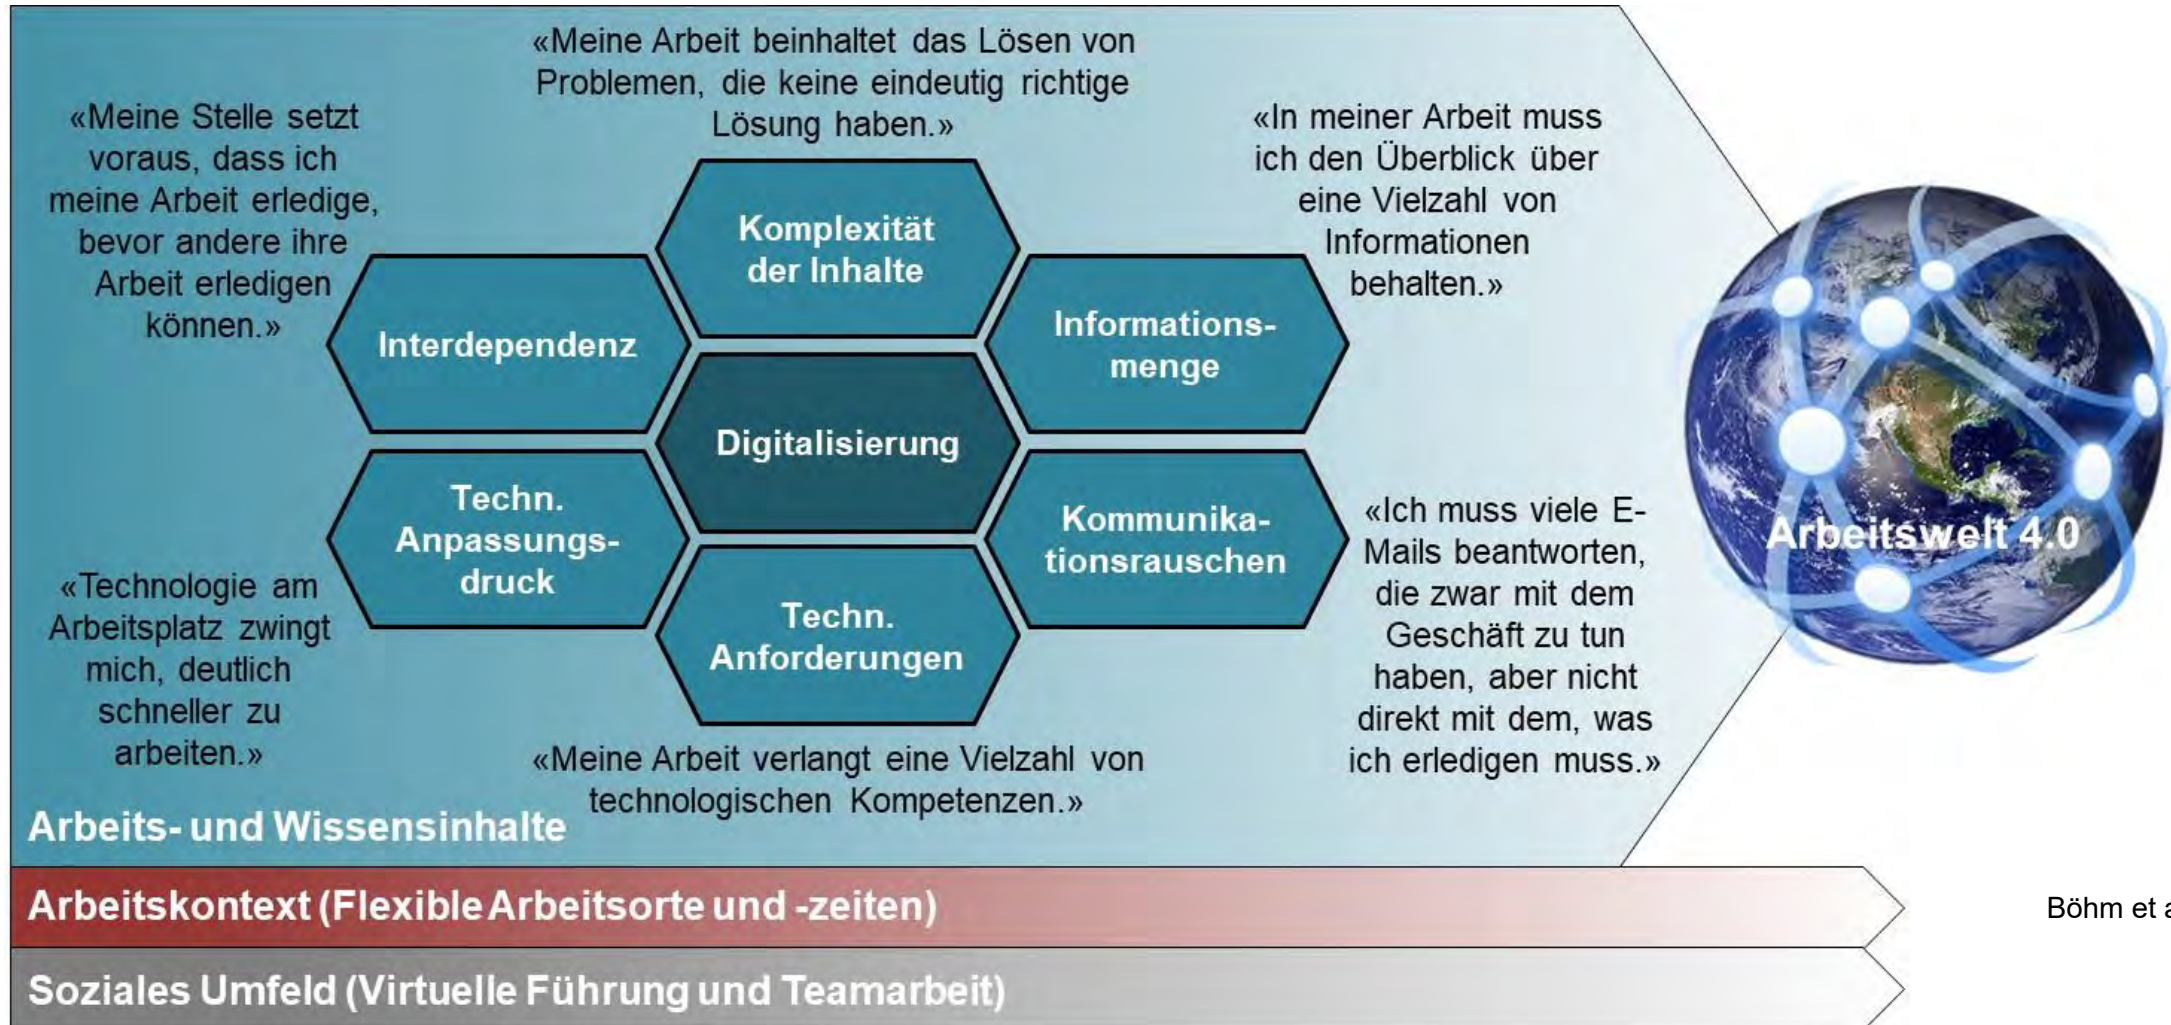 «Meine Arbeit beinhaltet das Lösen von
Problemen, die keine eindeutig richtige
Lösung haben.»
«Meine Stelle setzt
voraus, dass ich
meine Arbeit erledige,
bevor andere ihre
Arbeit erledigen
können.»
«In meiner Arbeit muss
ich den Überblick über
eine Vielzahl von
Informationen
behalten.»
Komplexität
der Inhalte
Interdependenz
Informations-
menge
Digitalisierung
Techn.
Anpassungs-
druck
Kommunika-
tionsrauschen
Techn.
Anforderungen
«Technologie am
Arbeitsplatz zwingt
mich, deutlich
schneller zu
arbeiten.»
«Ich muss viele E-
Mails beantworten,
die zwar mit dem
Geschäft zu tun
haben, aber nicht
direkt mit dem, was
ich erledigen muss.»
«Meine Arbeit verlangt eine Vielzahl von
technologischen Kompetenzen.»
Arbeitswelt 4.0
Arbeits- und Wissensinhalte
Arbeitskontext (Flexible Arbeitsorte und -zeiten)
Böhm et a
Soziales Umfeld (Virtuelle Führung und Teamarbeit)